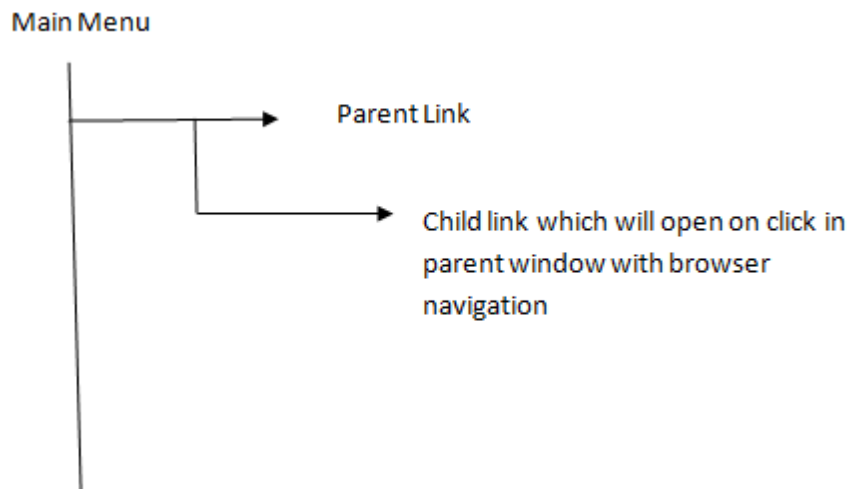 Main Menu
Parent Link
Child link which will open on click in
parent window with browser
navigation